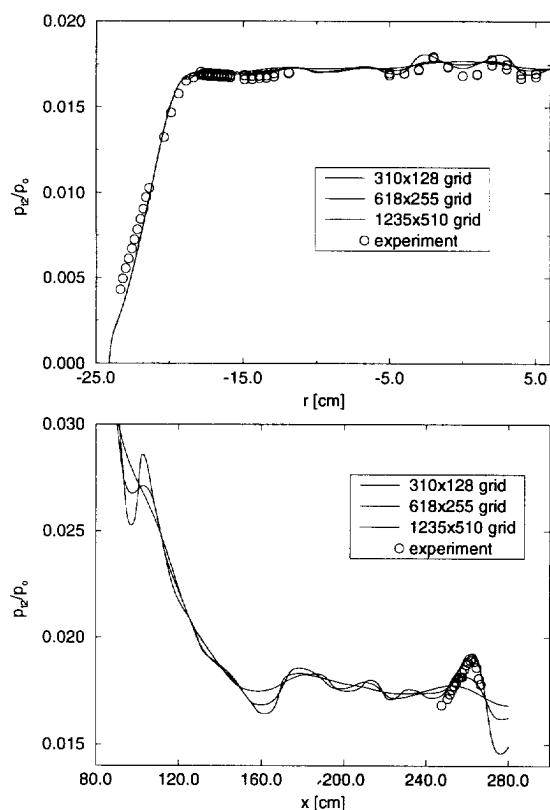 0.020
0.015
0.010
0.005
0.000
p_t2/p_o
310x128 grid
618x255 grid
1235x510 grid
experiment
-25.0 -15.0 -5.0 5.0
r [cm]
0.030
0.025
0.020
0.015
p_t2/p_o
310x128 grid
618x255 grid
1235x510 grid
experiment
80.0 120.0 160.0 200.0 240.0 280.0
x [cm]